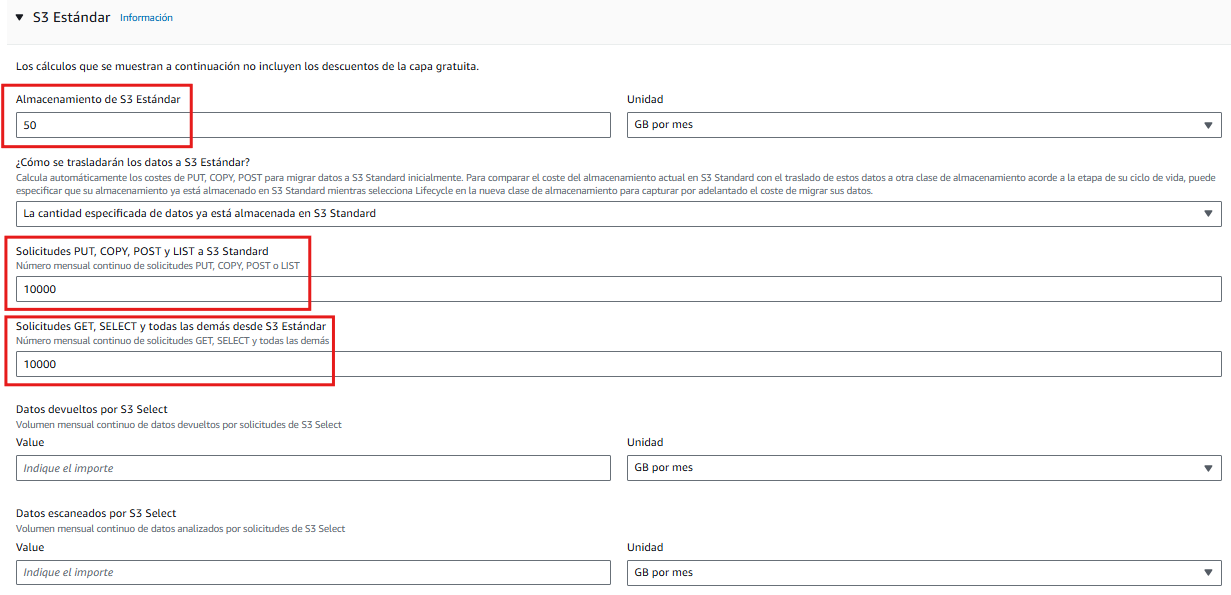 S3 Estándar Información
Los cálculos que se muestran a continuación no incluyen los descuentos de la capa gratuita.
Almacenamiento de S3 Estándar
50
Unidad
GB por mes
¿Cómo se trasladarán los datos a S3 Estándar?
Calcula automáticamente los costes de PUT, COPY, POST para migrar datos a S3 Standard inicialmente. Para comparar el coste del almacenamiento actual en S3 Standard con el traslado de estos datos a otra clase de almacenamiento acorde a la etapa de su ciclo de vida, puede
especificar que su almacenamiento ya está almacenado en S3 Standard mientras selecciona Lifecycle en la nueva clase de almacenamiento para capturar por adelantado el coste de migrar sus datos.
La cantidad especificada de datos ya está almacenada en S3 Standard
Solicitudes PUT, COPY, POST y LIST a S3 Standard
Número mensual continuo de solicitudes PUT, COPY, POST o LIST
10000
Solicitudes GET, SELECT y todas las demás desde S3 Estándar
Número mensual continuo de solicitudes GET, SELECT y todas las demás
10000
Datos devueltos por S3 Select
Volumen mensual continuo de datos devueltos por solicitudes de S3 Select
Value
Indique el importe
Unidad
GB por mes
Datos escaneados por S3 Select
Volumen mensual continuo de datos analizados por solicitudes de S3 Select
Value
Indique el importe
Unidad
GB por mes